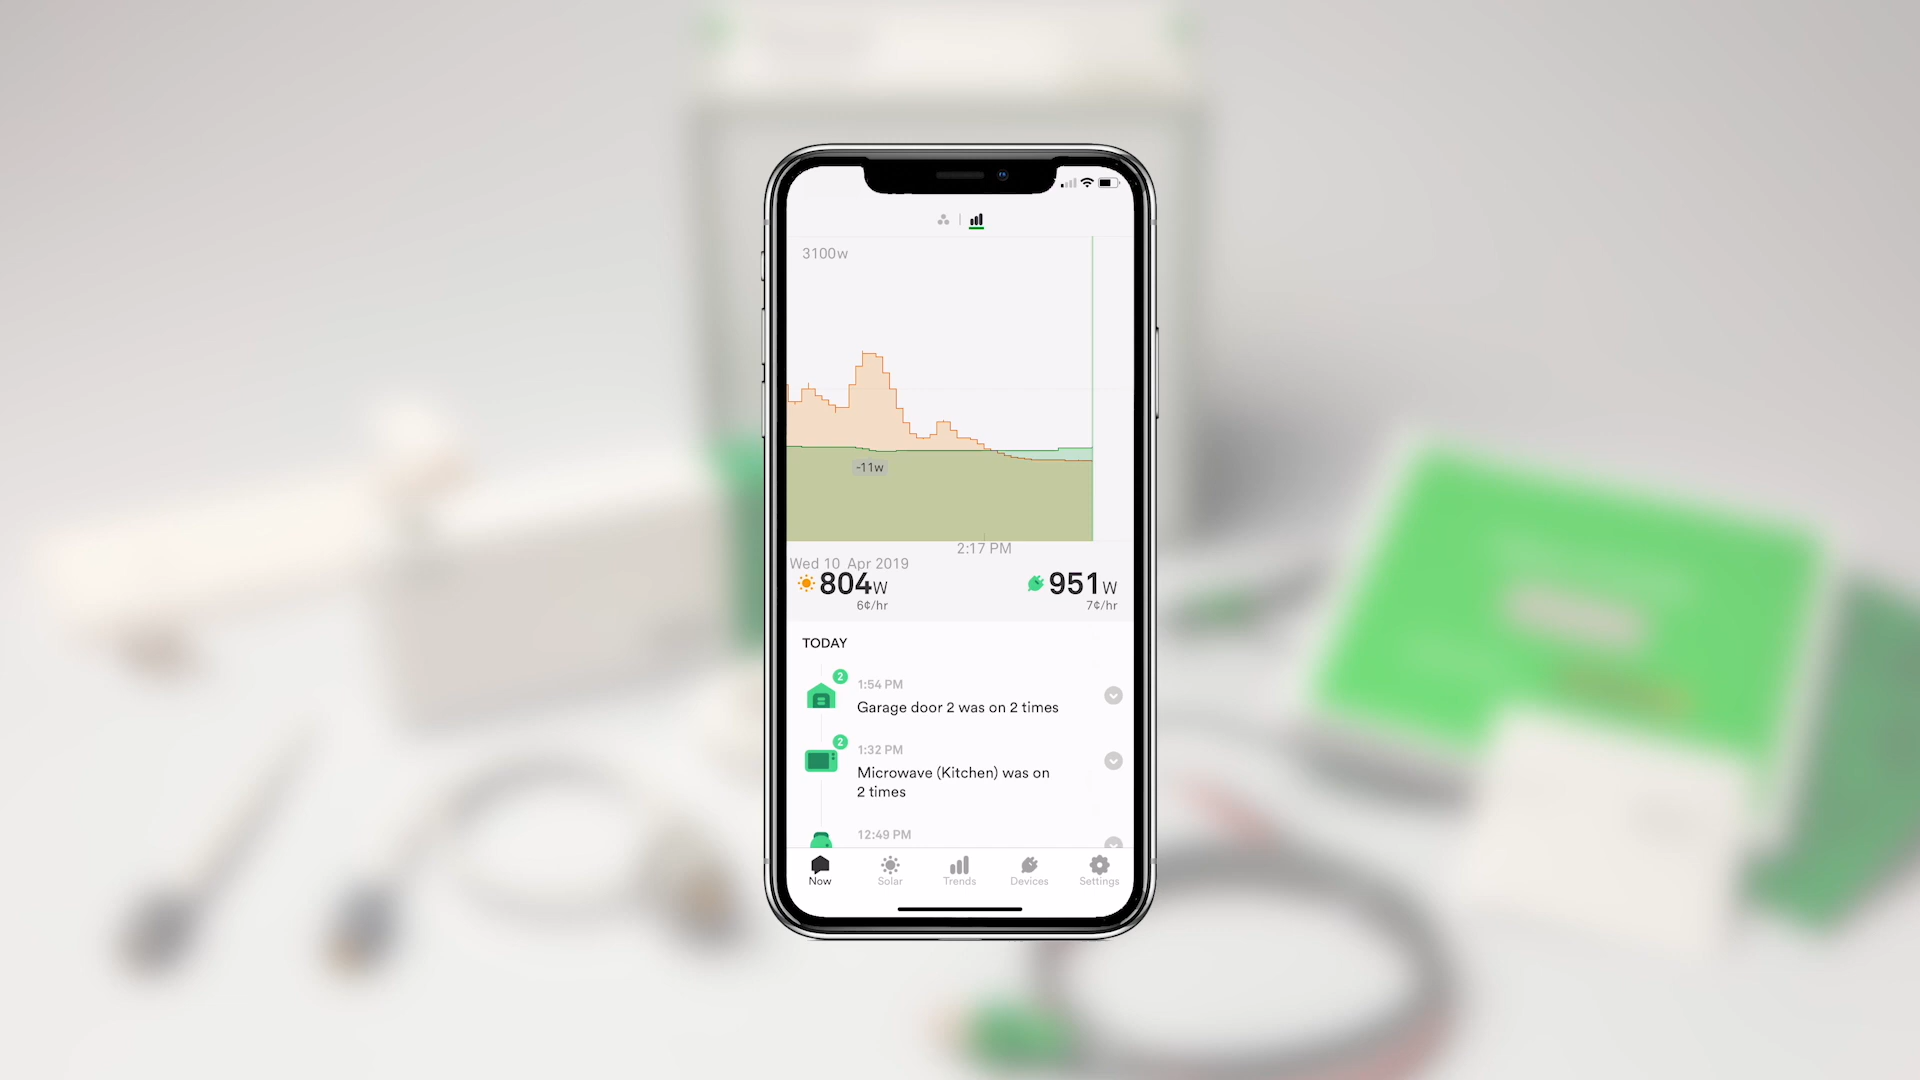 3100w
-11w
2:17 PM
Wed 10 Apr 2019
804w
6¢/hr
951w
7¢/hr
TODAY
2
1:54 PM
Garage door 2 was on 2 times
2
1:32 PM
Microwave (Kitchen) was on
2 times
12:49 PM
Now
Solar
Trends
Devices
Settings